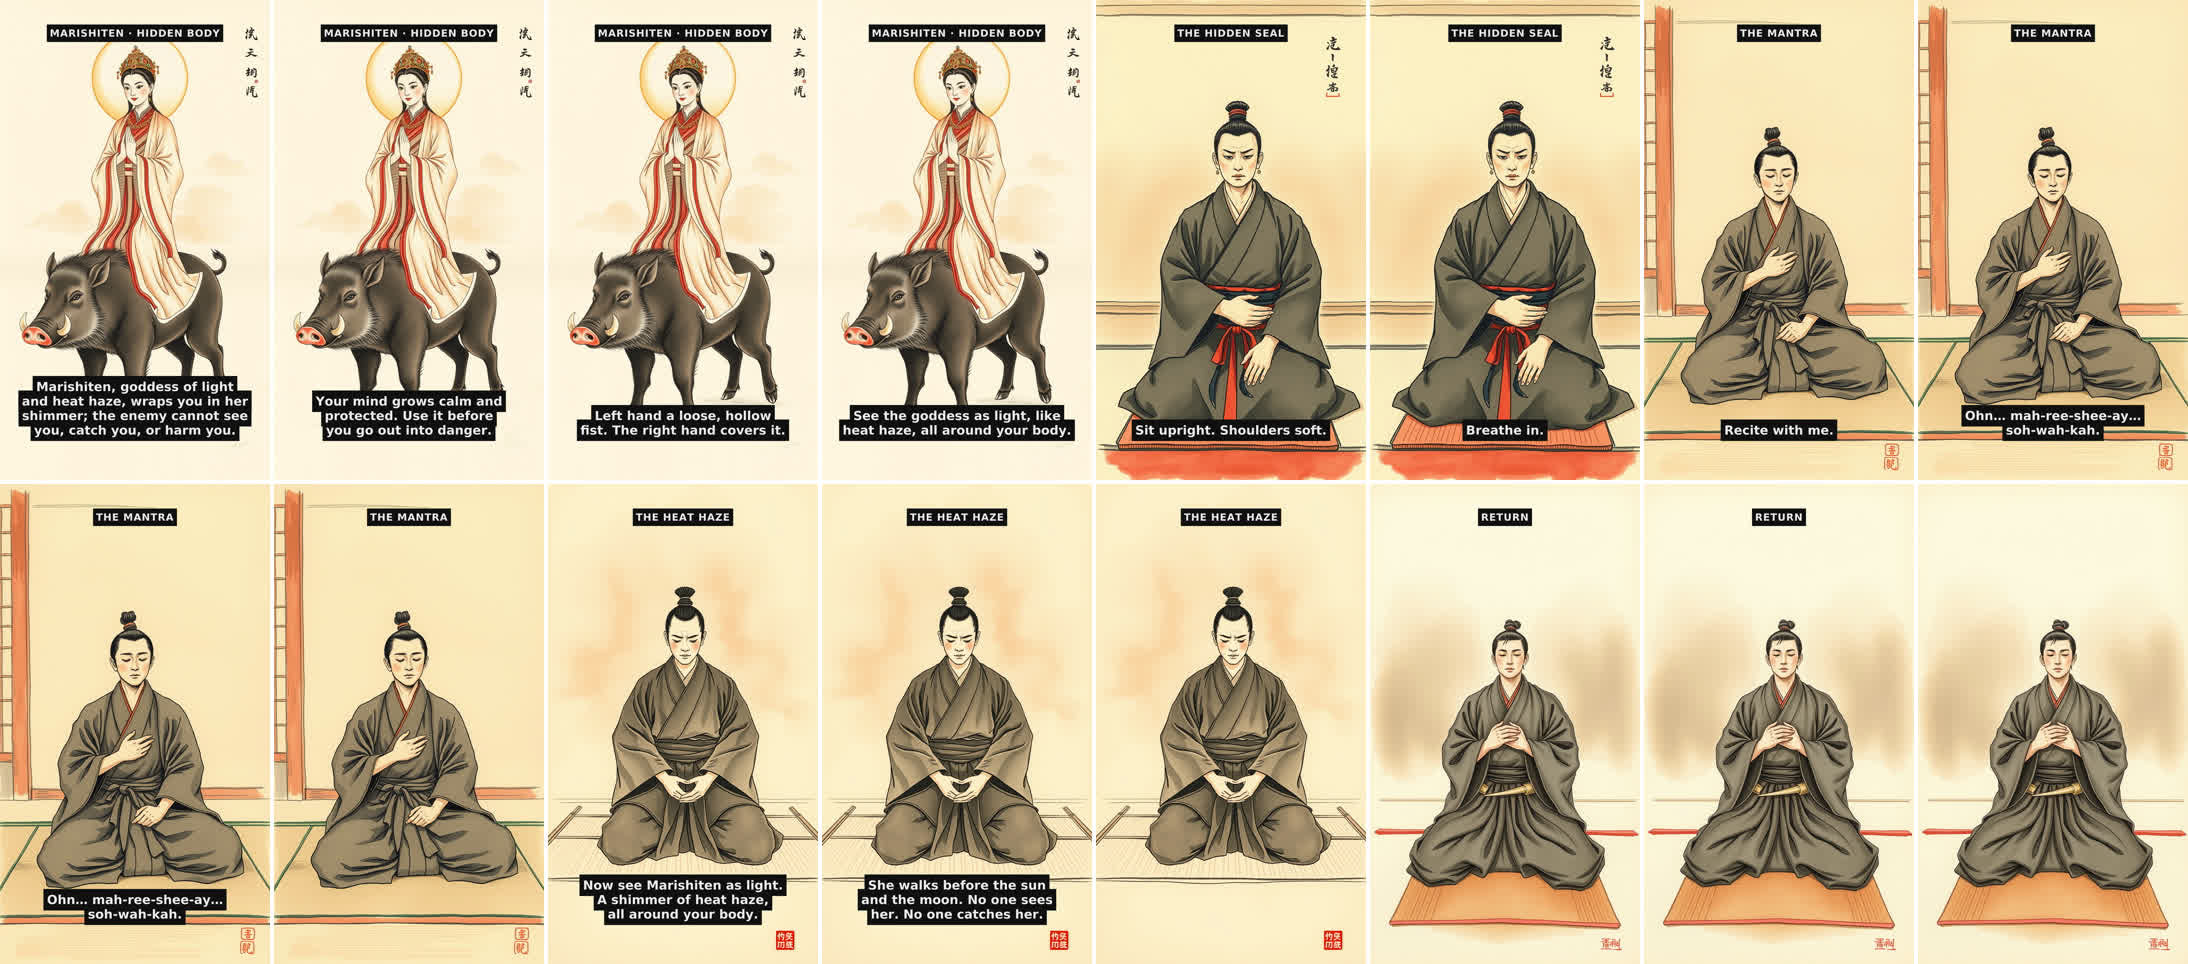 MARISHITEN · HIDDEN BODY
Marishiten, goddess of light
and heat haze, wraps you in her
shimmer; the enemy cannot see
you, catch you, or harm you.
MARISHITEN · HIDDEN BODY
Your mind grows calm and
protected. Use it before
you go out into danger.
MARISHITEN · HIDDEN BODY
Left hand a loose, hollow
fist. The right hand covers it.
MARISHITEN · HIDDEN BODY
See the goddess as light, like
heat haze, all around your body.
THE HIDDEN SEAL
Sit upright. Shoulders soft.
THE HIDDEN SEAL
Breathe in.
THE MANTRA
Recite with me.
THE MANTRA
Ohn... mah-ree-shee-ay...
soh-wah-kah.
THE MANTRA
Ohn... mah-ree-shee-ay...
soh-wah-kah.
THE MANTRA
THE HEAT HAZE
Now see Marishiten as light.
A shimmer of heat haze,
all around your body.
THE HEAT HAZE
She walks before the sun
and the moon. No one sees
her. No one catches her.
THE HEAT HAZE
RETURN
RETURN